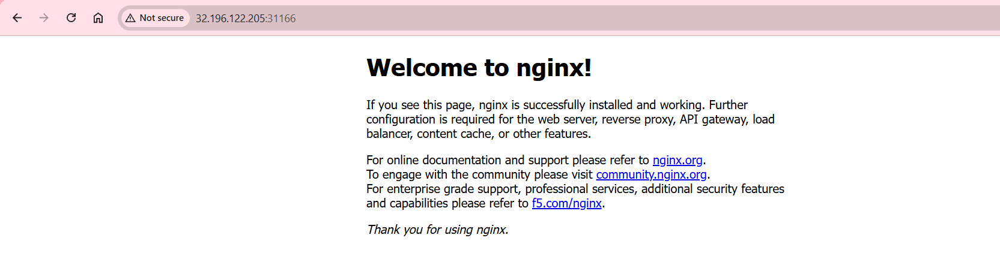 Not secure 32.196.122.205:31166
Welcome to nginx!
If you see this page, nginx is successfully installed and working. Further
configuration is required for the web server, reverse proxy, API gateway, load
balancer, content cache, or other features.
For online documentation and support please refer to nginx.org.
To engage with the community please visit community.nginx.org.
For enterprise grade support, professional services, additional security features
and capabilities please refer to f5.com/nginx.
Thank you for using nginx.